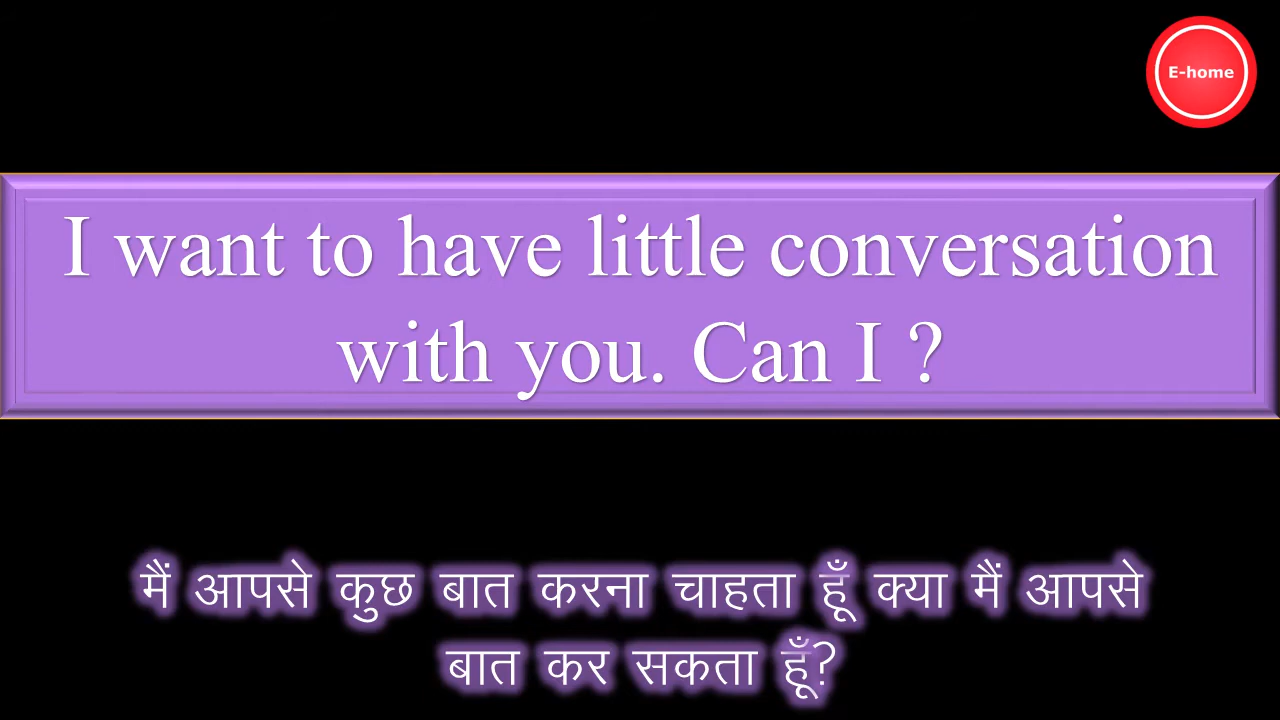 E-home
I want to have little conversation
with you. Can I ?
मैं आपसे कुछ बात करना चाहता हूँ क्या मैं आपसे
बात कर सकता हूँ?